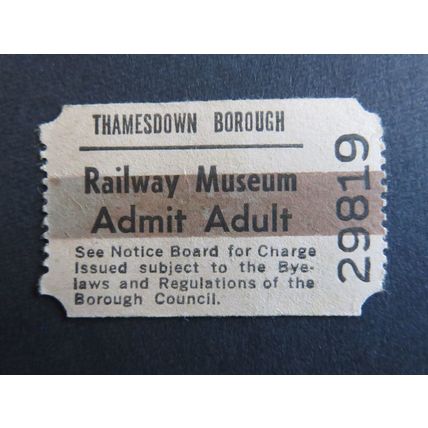 THAMESDOWN BOROUGH
Railway Museum
Admit Adult
See Notice Board for Charge
Issued subject to the Bye-
laws and Regulations of the
Borough Council.
29819